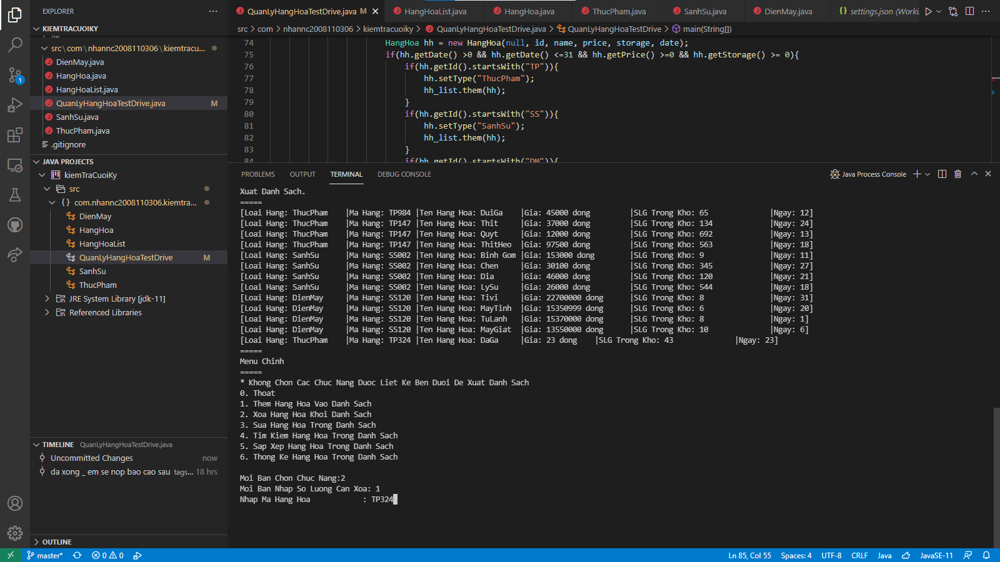 EXPLORER
KIEMTRACUOIKY
src\com\nhannc2008110306\kiemtracu...
DienMay.java
HangHoa.java
HangHoaList.java
QuanLyHangHoaTestDrive.java M
SanhSu.java
ThucPham.java
.gitignore
JAVA PROJECTS
kiemTraCuoiKy
src
{} com.nhannc2008110306.kiemtra...
DienMay
HangHoa
HangHoaList
QuanLyHangHoaTestDrive M
SanhSu
ThucPham
JRE System Library [jdk-11]
Referenced Libraries
TIMELINE QuanLyHangHoaTestDrive.java
Uncommitted Changes now
da xong _ em se nop bao cao sau tags... 18 hrs
OUTLINE
QuanLyHangHoaTestDrive.java M HangHoaList.java HangHoa.java ThucPham.java SanhSu.java DienMay.java {} settings.json (Worki
src > com > nhannc2008110306 > kiemtracuoiky > QuanLyHangHoaTestDrive.java > QuanLyHangHoaTestDrive > main(String[])
74 HangHoa hh = new HangHoa(null, id, name, price, storage, date);
75 if(hh.getDate() >0 && hh.getDate() <=31 && hh.getPrice() >=0 && hh.getStorage() >= 0){
76 if(hh.getId().startsWith("TP")){
77 hh.setType("ThucPham");
78 hh_list.them(hh);
79 }
80 if(hh.getId().startsWith("SS")){
81 hh.setType("SanhSu");
82 hh_list.them(hh);
83 }
84 if(hh.getId().startsWith("DM")){
PROBLEMS OUTPUT TERMINAL DEBUG CONSOLE Java Process Console
Xuat Danh Sach.
=====
[Loai Hang: ThucPham |Ma Hang: TP984 |Ten Hang Hoa: DuiGa |Gia: 45000 dong |SLG Trong Kho: 65 |Ngay: 12]
[Loai Hang: ThucPham |Ma Hang: TP147 |Ten Hang Hoa: Thit |Gia: 37000 dong |SLG Trong Kho: 134 |Ngay: 24]
[Loai Hang: ThucPham |Ma Hang: TP147 |Ten Hang Hoa: Quyt |Gia: 12000 dong |SLG Trong Kho: 692 |Ngay: 13]
[Loai Hang: ThucPham |Ma Hang: TP147 |Ten Hang Hoa: ThitHeo |Gia: 97500 dong |SLG Trong Kho: 563 |Ngay: 18]
[Loai Hang: SanhSu |Ma Hang: SS002 |Ten Hang Hoa: Binh Gom |Gia: 153000 dong |SLG Trong Kho: 9 |Ngay: 11]
[Loai Hang: SanhSu |Ma Hang: SS002 |Ten Hang Hoa: Chen |Gia: 30100 dong |SLG Trong Kho: 345 |Ngay: 27]
[Loai Hang: SanhSu |Ma Hang: SS002 |Ten Hang Hoa: Dia |Gia: 46000 dong |SLG Trong Kho: 120 |Ngay: 21]
[Loai Hang: SanhSu |Ma Hang: SS002 |Ten Hang Hoa: LySu |Gia: 26000 dong |SLG Trong Kho: 544 |Ngay: 18]
[Loai Hang: DienMay |Ma Hang: SS120 |Ten Hang Hoa: Tivi |Gia: 22700000 dong |SLG Trong Kho: 8 |Ngay: 31]
[Loai Hang: DienMay |Ma Hang: SS120 |Ten Hang Hoa: MayTinh |Gia: 15350999 dong |SLG Trong Kho: 6 |Ngay: 20]
[Loai Hang: DienMay |Ma Hang: SS120 |Ten Hang Hoa: TuLanh |Gia: 15370000 dong |SLG Trong Kho: 8 |Ngay: 1]
[Loai Hang: DienMay |Ma Hang: SS120 |Ten Hang Hoa: MayGiat |Gia: 13550000 dong |SLG Trong Kho: 10 |Ngay: 6]
[Loai Hang: ThucPham |Ma Hang: TP324 |Ten Hang Hoa: DaGa |Gia: 23 dong |SLG Trong Kho: 43 |Ngay: 23]
=====
Menu Chinh
=====
* Khong Chon Cac Chuc Nang Duoc Liet Ke Ben Duoi De Xuat Danh Sach
0. Thoat
1. Them Hang Hoa Vao Danh Sach
2. Xoa Hang Hoa Khoi Danh Sach
3. Sua Hang Hoa Trong Danh Sach
4. Tim Kiem Hang Hoa Trong Danh Sach
5. Sap Xep Hang Hoa Trong Danh Sach
6. Thong Ke Hang Hoa Trong Danh Sach
Moi Ban Chon Chuc Nang:2
Moi Ban Nhap So Luong Can Xoa: 1
Nhap Ma Hang Hoa : TP324
master* 0 0 Ln 85, Col 55 Spaces: 4 UTF-8 CRLF Java JavaSE-11